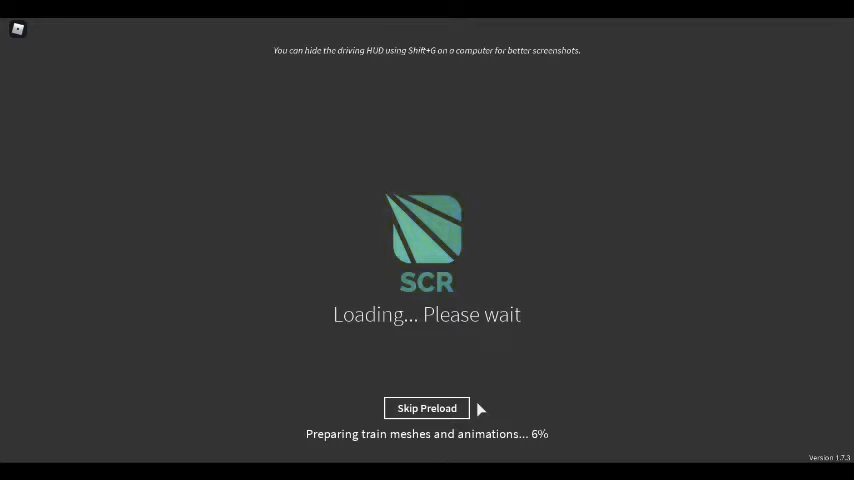 You can hide the driving HUD using Shift+G on a computer for better screenshots.
SCR
Loading... Please wait
Skip Preload
Preparing train meshes and animations... 6%
Version 1.7.3